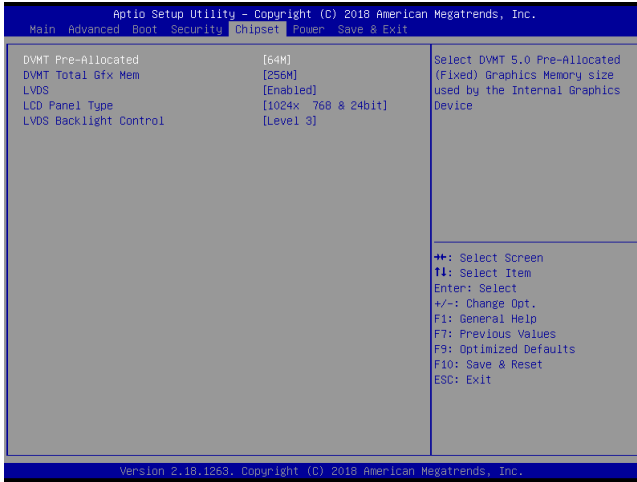 Aptio Setup Utility – Copyright (C) 2018 American Megatrends, Inc.
Main Advanced Boot Security Chipset Power Save & Exit
DVMT Pre-Allocated [64M]
DVMT Total Gfx Mem [256M]
LVDS [Enabled]
LCD Panel Type [1024x 768 & 24bit]
LVDS Backlight Control [Level 3]
Select DVMT 5.0 Pre-Allocated
(Fixed) Graphics Memory size
used by the Internal Graphics
Device
→←: Select Screen
↑↓: Select Item
Enter: Select
+/-: Change Opt.
F1: General Help
F7: Previous Values
F9: Optimized Defaults
F10: Save & Reset
ESC: Exit
Version 2.18.1263. Copyright (C) 2018 American Megatrends, Inc.